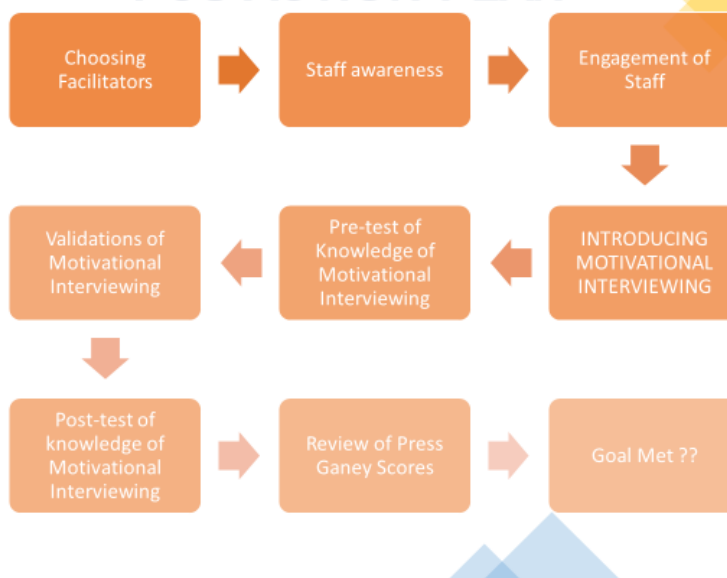 Choosing
Facilitators
Staff awareness
Engagement of
Staff
INTRODUCING
MOTIVATIONAL
INTERVIEWING
Pre-test of
Knowledge of
Motivational
Interviewing
Validations of
Motivational
Interviewing
Post-test of
knowledge of
Motivational
Interviewing
Review of Press
Ganey Scores
Goal Met ??